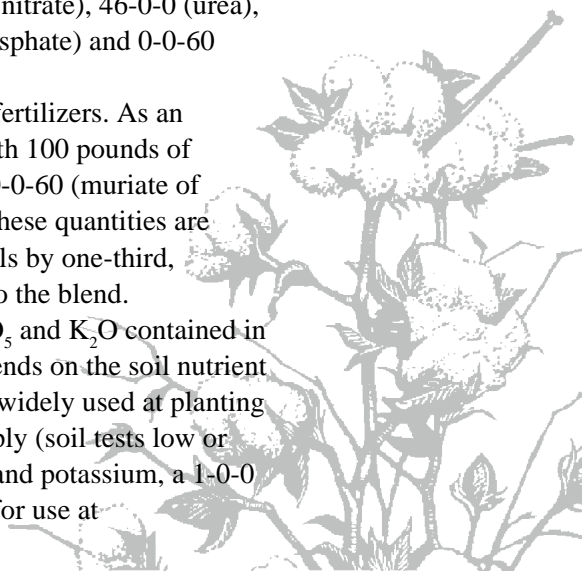 nitrate), 46-0-0 (urea),
sphate) and 0-0-60
fertilizers. As an
th 100 pounds of
0-0-60 (muriate of
hese quantities are
ls by one-third,
o the blend.
O₅ and K₂O contained in
ends on the soil nutrient
widely used at planting
ply (soil tests low or
and potassium, a 1-0-0
for use at